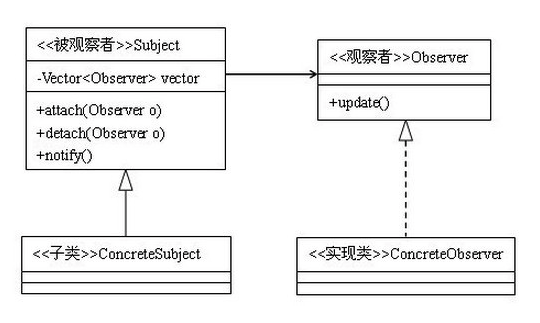 <<被观察者>>Subject
-Vector<Observer> vector
+attach(Observer o)
+detach(Observer o)
+notify()
<<观察者>>Observer
+update()
<<子类>>ConcreteSubject
<<实现类>>ConcreteObserver